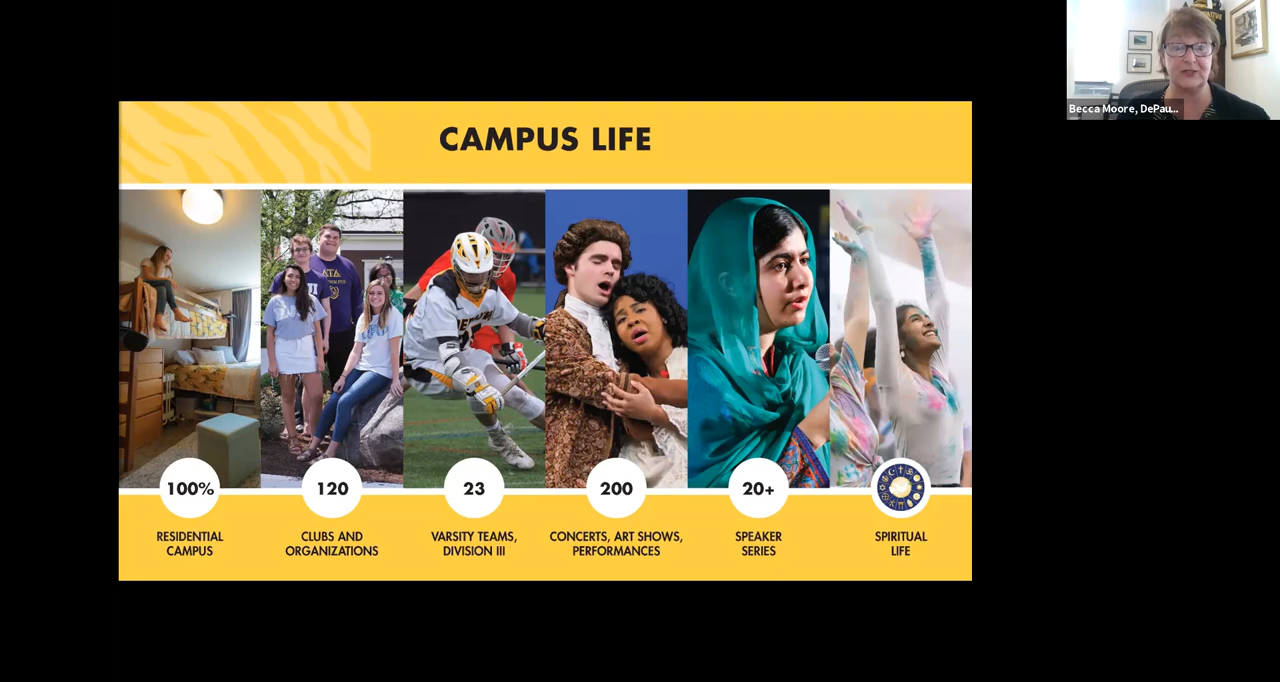 CAMPUS LIFE
100%
120
23
200
20+
RESIDENTIAL
CAMPUS
CLUBS AND
ORGANIZATIONS
VARSITY TEAMS,
DIVISION III
CONCERTS, ART SHOWS,
PERFORMANCES
SPEAKER
SERIES
SPIRITUAL
LIFE
Becca Moore, DePau...